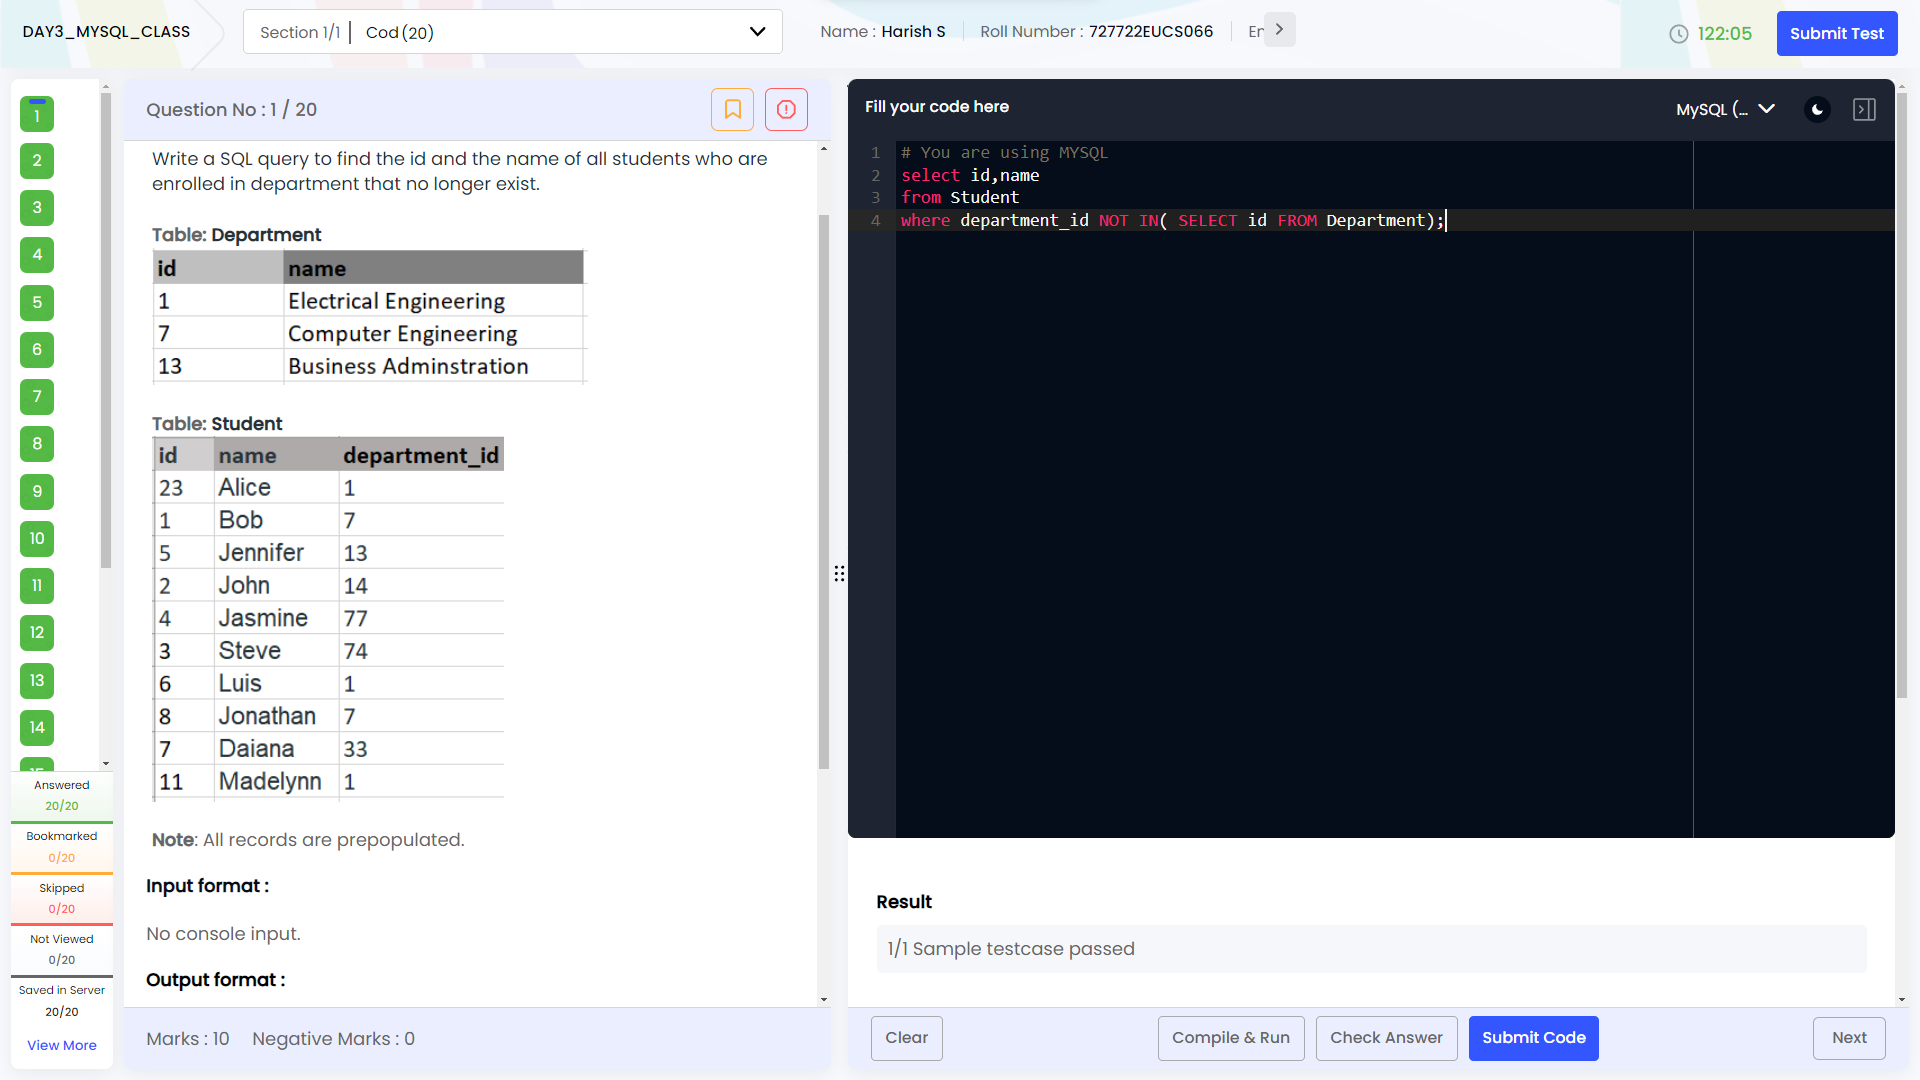 DAY3_MYSQL_CLASS
Section 1/1 | Cod (20)
Name : Harish S
Roll Number : 727722EUCS066
122:05
Submit Test
1
2
3
4
5
6
7
8
9
10
11
12
13
14
Answered
20/20
Bookmarked
0/20
Skipped
0/20
Not Viewed
0/20
Saved in Server
20/20
View More
Question No : 1 / 20
Write a SQL query to find the id and the name of all students who are
enrolled in department that no longer exist.
Table: Department
id name
1 Electrical Engineering
7 Computer Engineering
13 Business Adminstration
Table: Student
id name department_id
23 Alice 1
1 Bob 7
5 Jennifer 13
2 John 14
4 Jasmine 77
3 Steve 74
6 Luis 1
8 Jonathan 7
7 Daiana 33
11 Madelynn 1
Note: All records are prepopulated.
Input format :
No console input.
Output format :
Marks : 10 Negative Marks : 0
Fill your code here
MySQL (...
1 # You are using MYSQL
2 select id,name
3 from Student
4 where department_id NOT IN( SELECT id FROM Department);
Result
1/1 Sample testcase passed
Clear
Compile & Run
Check Answer
Submit Code
Next